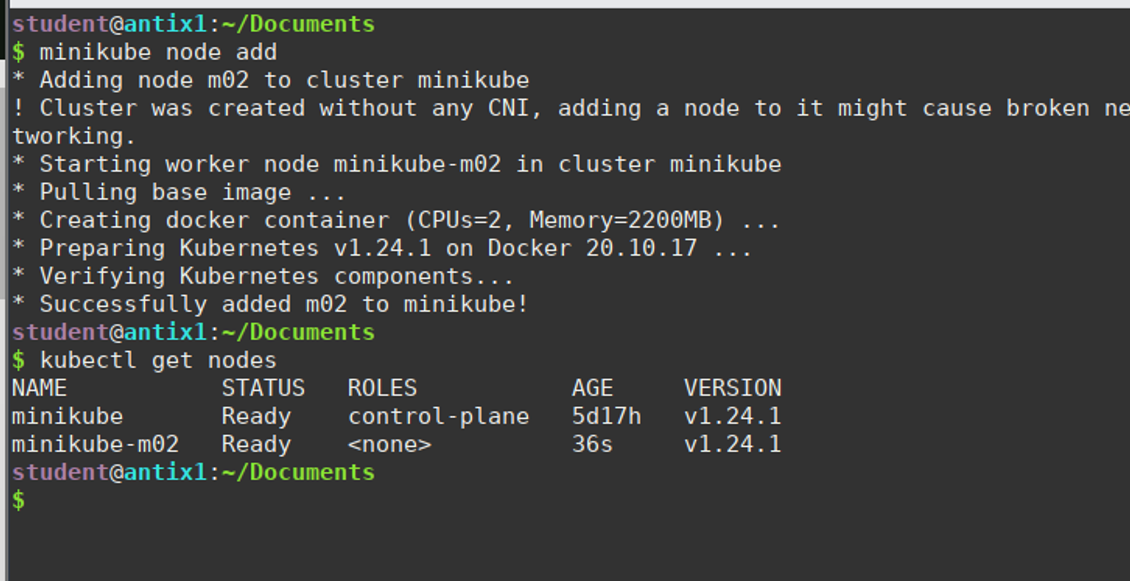 student@antix1:~/Documents
$ minikube node add
* Adding node m02 to cluster minikube
! Cluster was created without any CNI, adding a node to it might cause broken ne
tworking.
* Starting worker node minikube-m02 in cluster minikube
* Pulling base image ...
* Creating docker container (CPUs=2, Memory=2200MB) ...
* Preparing Kubernetes v1.24.1 on Docker 20.10.17 ...
* Verifying Kubernetes components...
* Successfully added m02 to minikube!
student@antix1:~/Documents
$ kubectl get nodes
NAME           STATUS   ROLES           AGE     VERSION
minikube       Ready    control-plane   5d17h   v1.24.1
minikube-m02   Ready    <none>          36s     v1.24.1
student@antix1:~/Documents
$